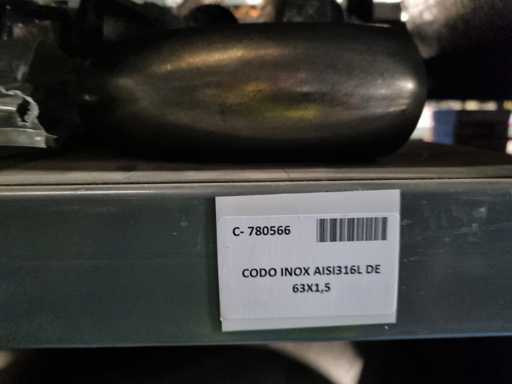 C- 780566
CODO INOX AISI316L DE
63X1,5